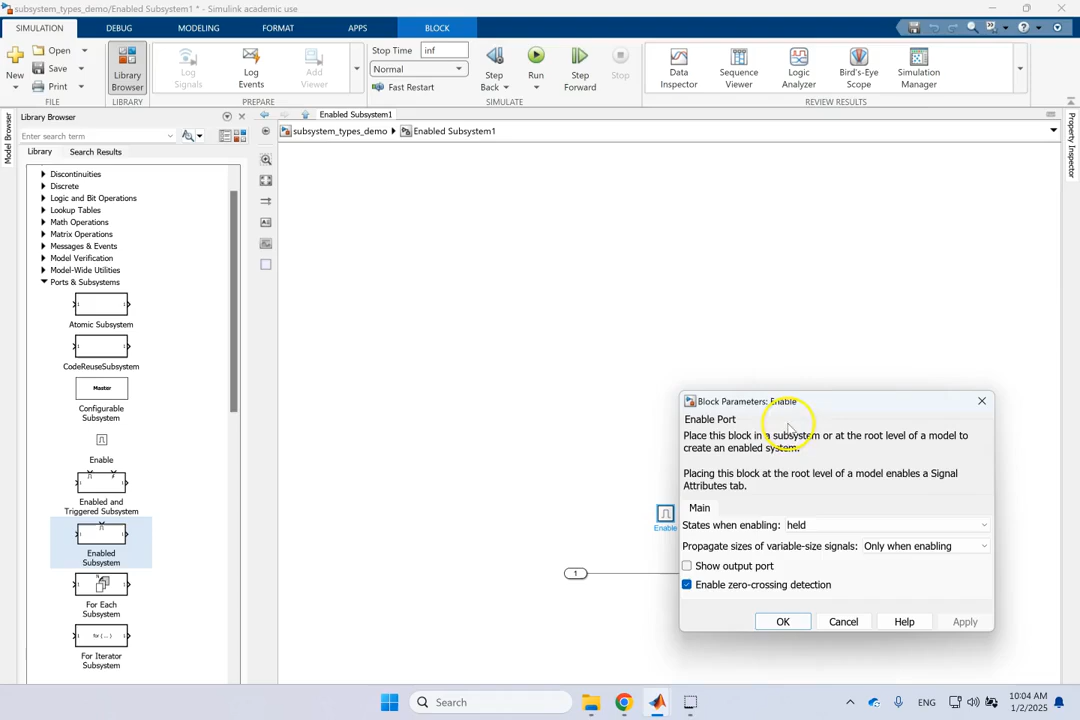 subsystem_types_demo/Enabled Subsystem1 * - Simulink academic use
SIMULATION DEBUG MODELING FORMAT APPS BLOCK
New Open Save Print Library Browser Log Signals Log Events Add Viewer
Stop Time inf
Normal
Fast Restart
Step Back Run Step Forward Stop
Data Inspector Sequence Viewer Logic Analyzer Bird's-Eye Scope Simulation Manager
FILE LIBRARY PREPARE SIMULATE REVIEW RESULTS
Model Browser
Library Browser
Enter search term
Library Search Results
Discontinuities
Discrete
Logic and Bit Operations
Lookup Tables
Math Operations
Matrix Operations
Messages & Events
Model Verification
Model-Wide Utilities
Ports & Subsystems
Atomic Subsystem
CodeReuseSubsystem
Master
Configurable
Subsystem
Enable
Enabled and
Triggered Subsystem
Enabled
Subsystem
For Each
Subsystem
for { ... }
For Iterator
Subsystem
Enabled Subsystem1
subsystem_types_demo Enabled Subsystem1
Property Inspector
Enable
1
Block Parameters: Enable
Enable Port
Place this block in a subsystem or at the root level of a model to
create an enabled system.
Placing this block at the root level of a model enables a Signal
Attributes tab.
Main
States when enabling: held
Propagate sizes of variable-size signals: Only when enabling
Show output port
Enable zero-crossing detection
OK Cancel Help Apply
Search
ENG
10:04 AM
1/2/2025